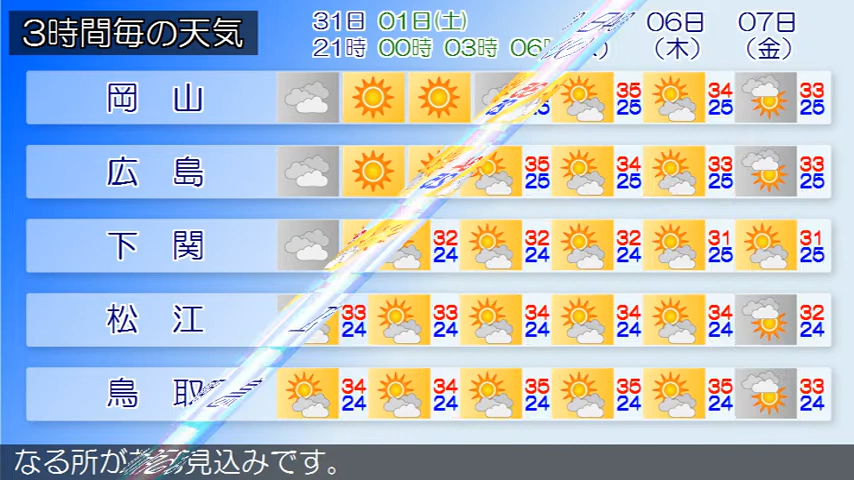 3時間毎の天気
31日 01日(土) 06日 07日
21時 00時 03時 (木) (金)
岡山 35 25 34 25 33 25
広島 35 25 34 25 33 25 33 25
下関 32 24 32 24 32 24 31 25 31 25
松江 33 24 33 24 34 24 34 24 34 24 32 24
鳥取 34 24 34 24 35 24 35 24 35 24 33 24
なる所が見込みです。